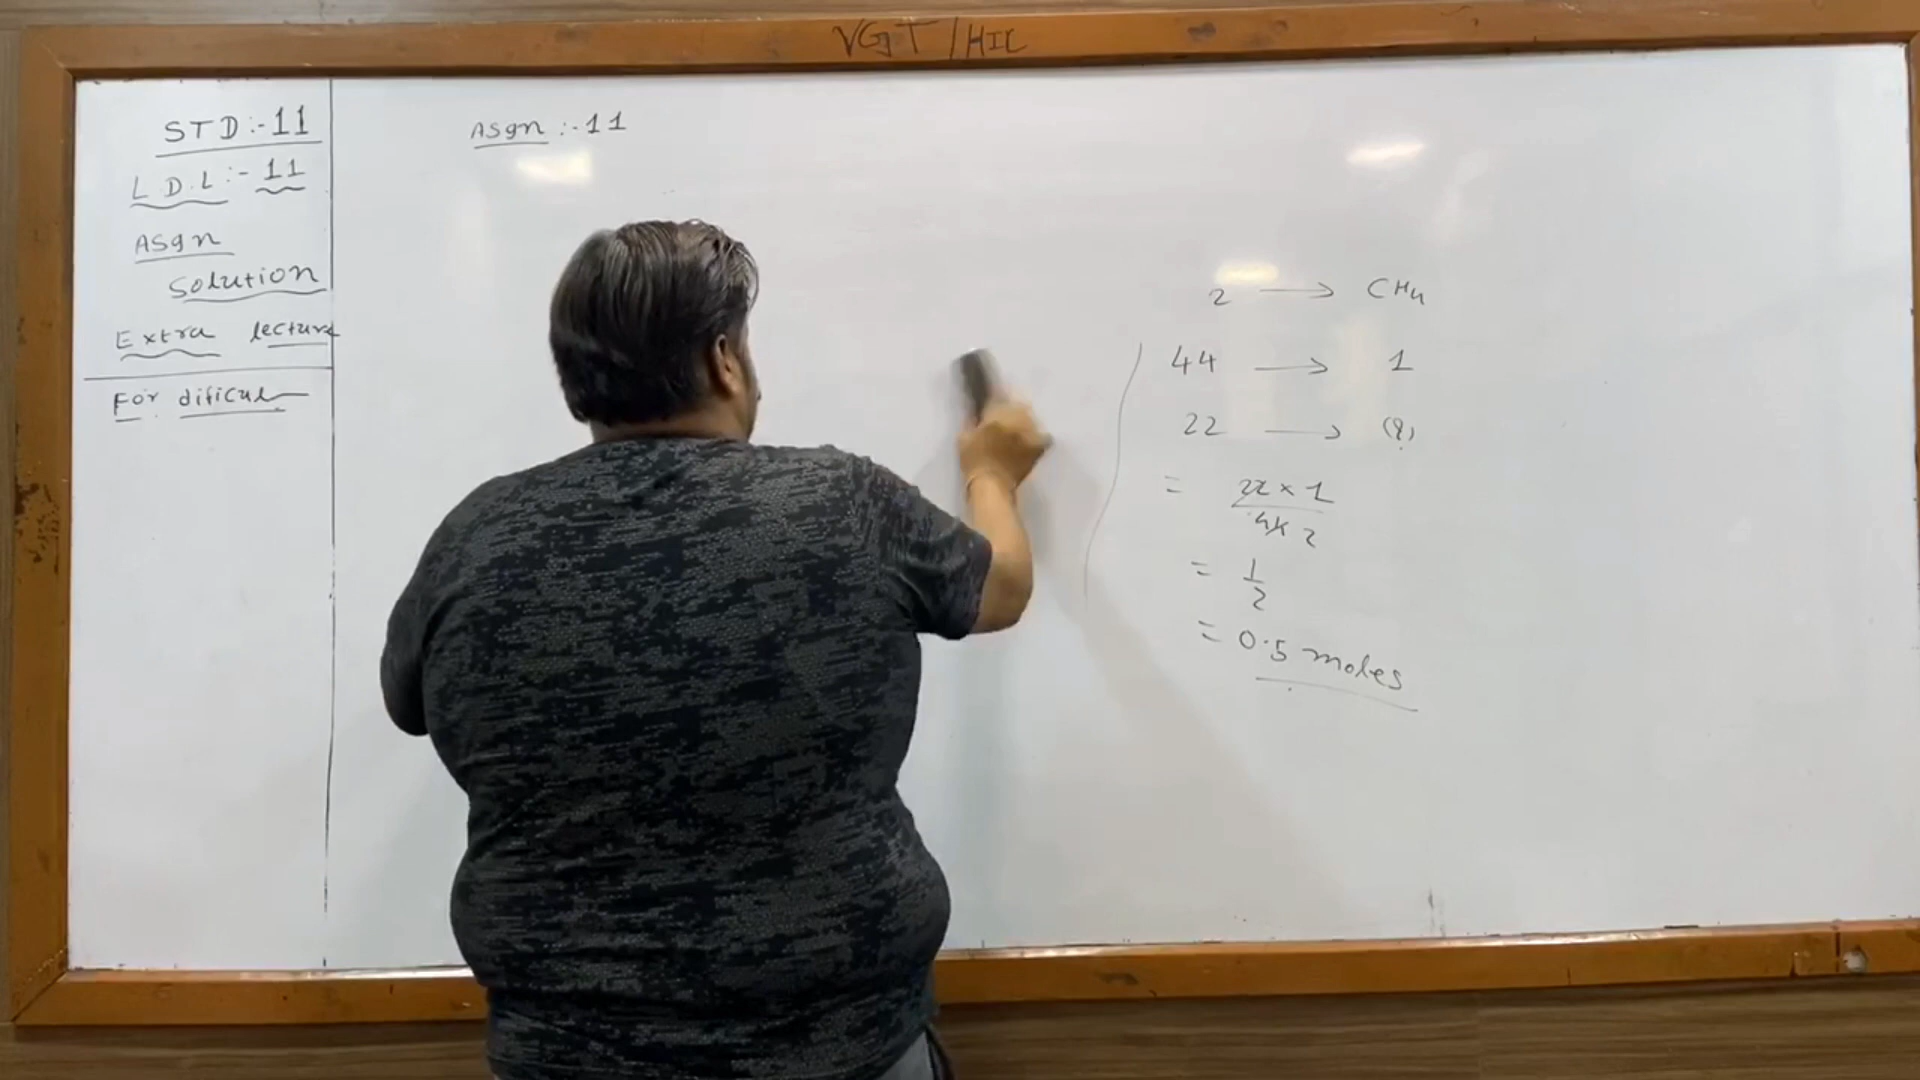 VGT/HIL
STD:-11
L.D.L:-11
Asgn
Solution
Extra lecture
For dificul
Asgn:-11
2 → CH4
44 → 1
22 → (?)
= 22 × 1
44 2
= 1
2
= 0.5 moles